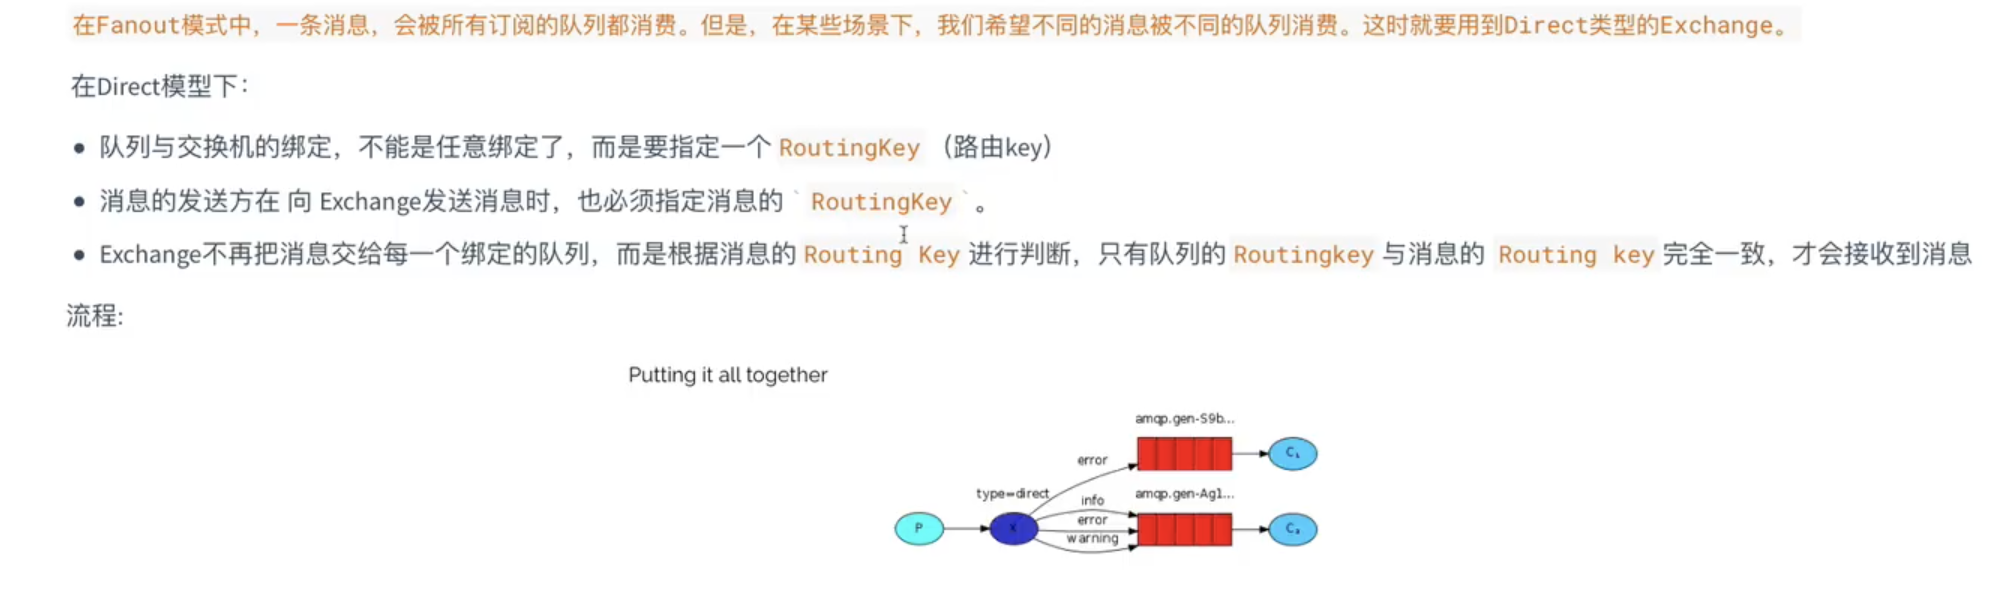 在Fanout模式中，一条消息，会被所有订阅的队列都消费。但是，在某些场景下，我们希望不同的消息被不同的队列消费。这时就要用到Direct类型的Exchange。
在Direct模型下：
• 队列与交换机的绑定，不能是任意绑定了，而是要指定一个 RoutingKey （路由key）
• 消息的发送方在 向 Exchange发送消息时，也必须指定消息的 ` RoutingKey ` 。
• Exchange不再把消息交给每一个绑定的队列，而是根据消息的 Routing Key 进行判断，只有队列的 Routingkey 与消息的 Routing key 完全一致，才会接收到消息
流程:
Putting it all together
amqp.gen-S9b...
error
C₁
type=direct
amqp.gen-Ag1...
info
P
X
error
C₂
warning